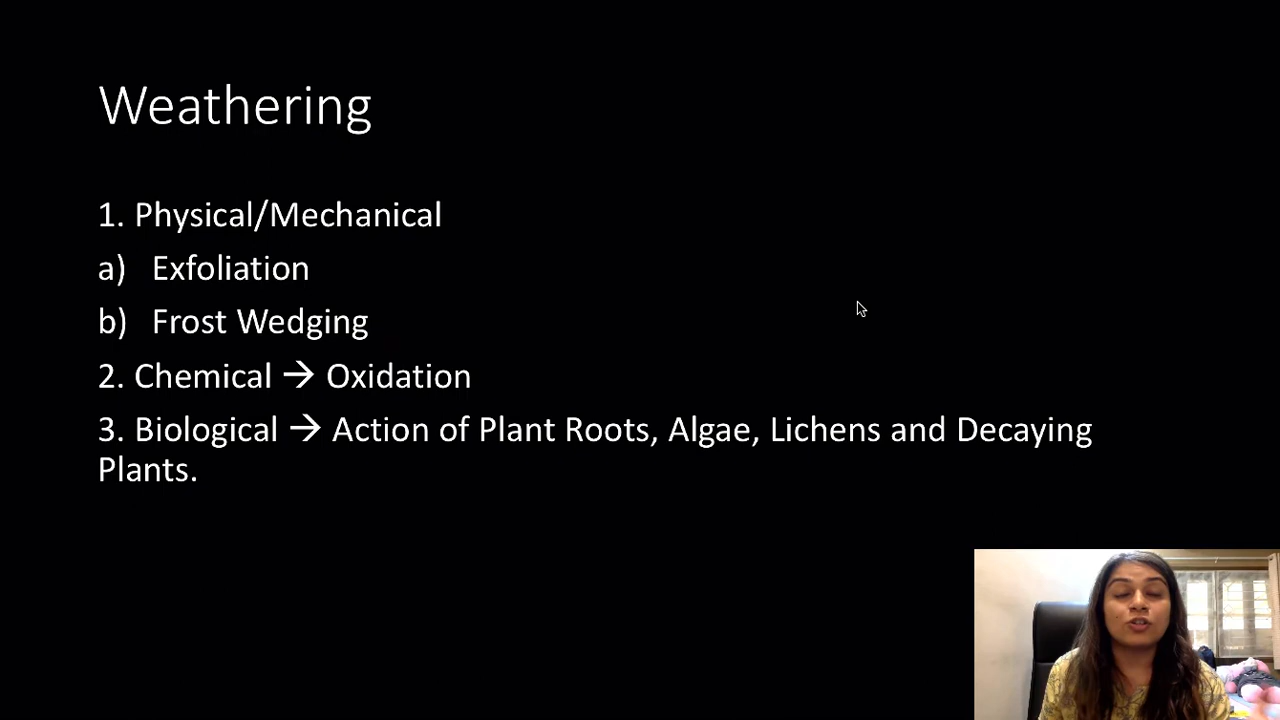 Weathering
1. Physical/Mechanical
a) Exfoliation
b) Frost Wedging
2. Chemical → Oxidation
3. Biological → Action of Plant Roots, Algae, Lichens and Decaying
Plants.